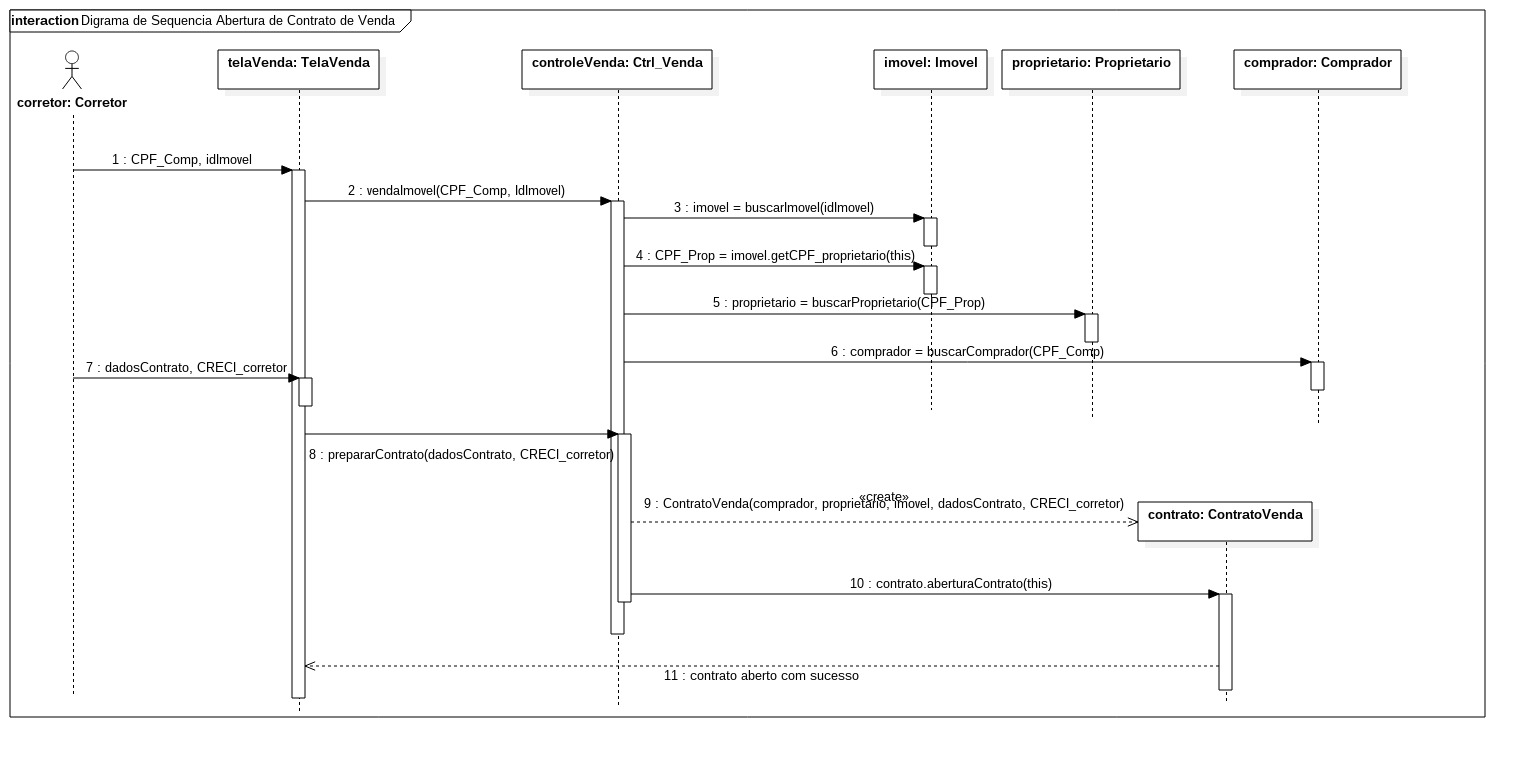 interaction Digrama de Sequencia Abertura de Contrato de Venda
telaVenda: TelaVenda
controleVenda: Ctrl_Venda
imovel: Imovel
proprietario: Proprietario
comprador: Comprador
corretor: Corretor
1 : CPF_Comp, idImovel
2 : vendaImovel(CPF_Comp, IdImovel)
3 : imovel = buscarImovel(idImovel)
4 : CPF_Prop = imovel.getCPF_proprietario(this)
5 : proprietario = buscarProprietario(CPF_Prop)
6 : comprador = buscarComprador(CPF_Comp)
7 : dadosContrato, CRECI_corretor
8 : prepararContrato(dadosContrato, CRECI_corretor)
«create»
9 : ContratoVenda(comprador, proprietario, imovel, dadosContrato, CRECI_corretor)
contrato: ContratoVenda
10 : contrato.aberturaContrato(this)
11 : contrato aberto com sucesso